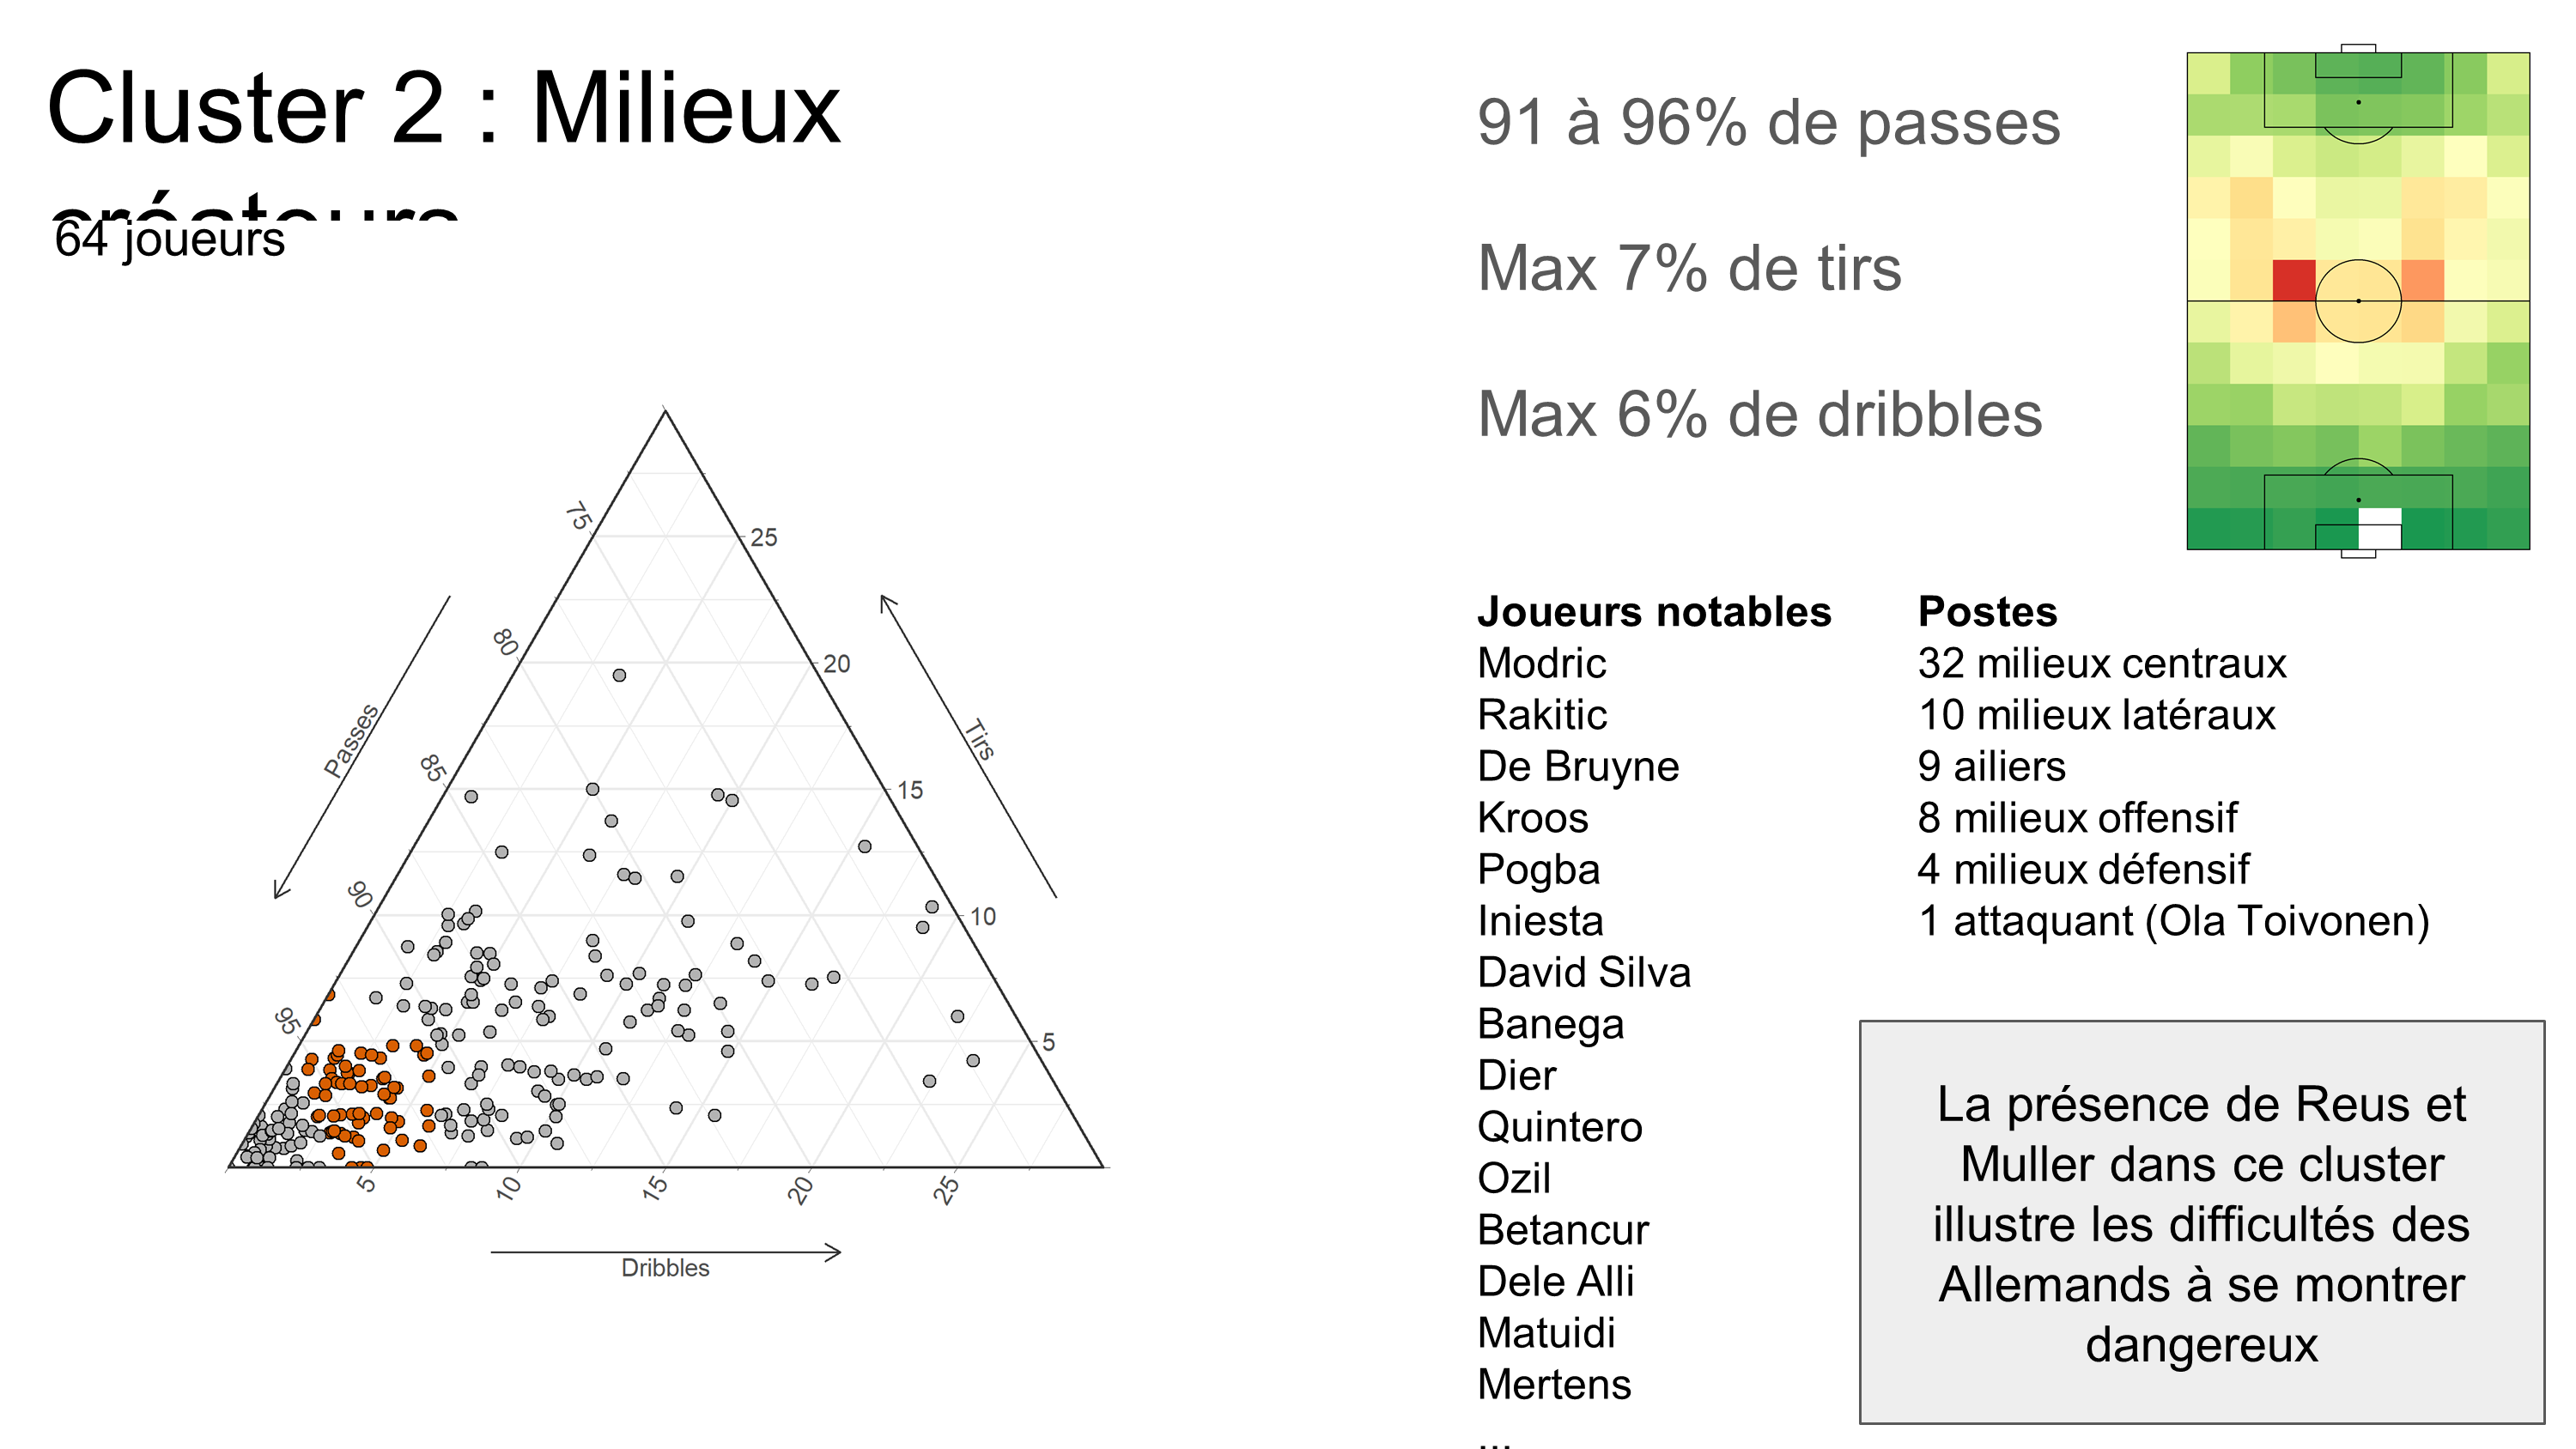 Cluster 2 : Milieux
créateurs
64 joueurs
91 à 96% de passes
Max 7% de tirs
Max 6% de dribbles
75
80
85
90
95
Passes
25
20
15
10
5
Tirs
5
10
15
20
25
Dribbles
Joueurs notables
Modric
Rakitic
De Bruyne
Kroos
Pogba
Iniesta
David Silva
Banega
Dier
Quintero
Ozil
Betancur
Dele Alli
Matuidi
Mertens
...
Postes
32 milieux centraux
10 milieux latéraux
9 ailiers
8 milieux offensif
4 milieux défensif
1 attaquant (Ola Toivonen)
La présence de Reus et
Muller dans ce cluster
illustre les difficultés des
Allemands à se montrer
dangereux